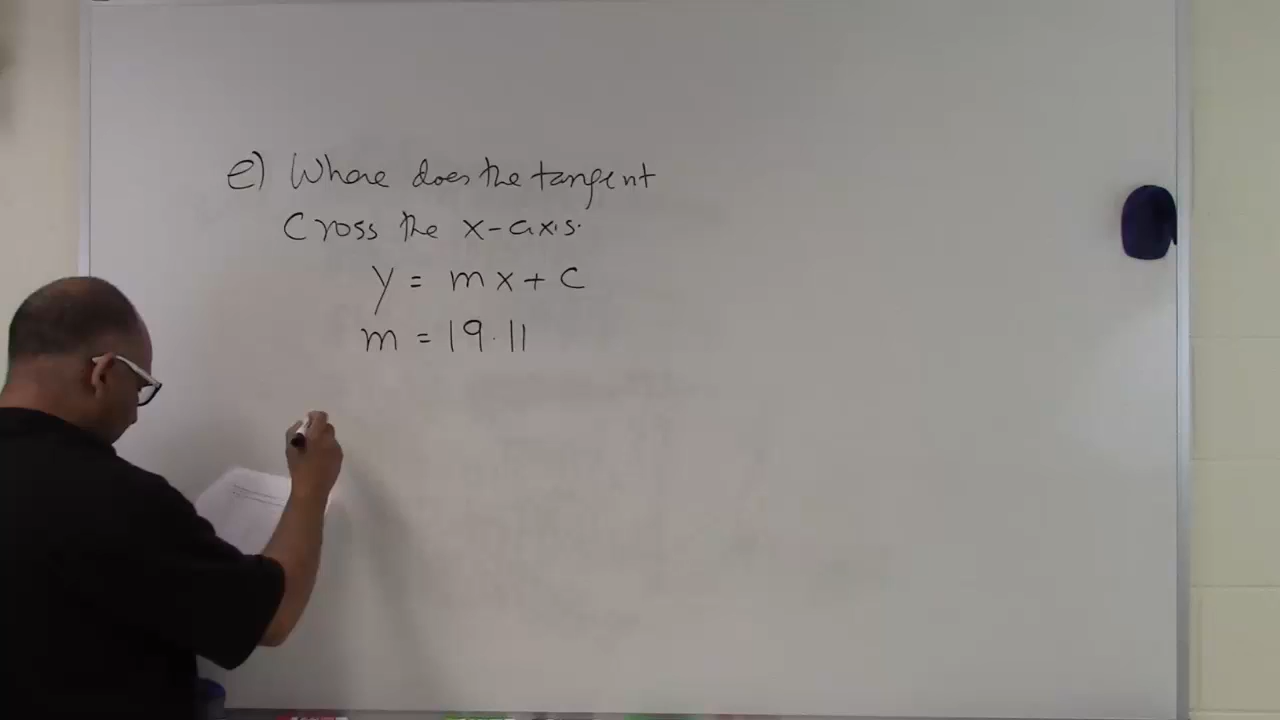 e) Where does the tangent
Cross the x-axis.
y = mx + c
m = 19.11